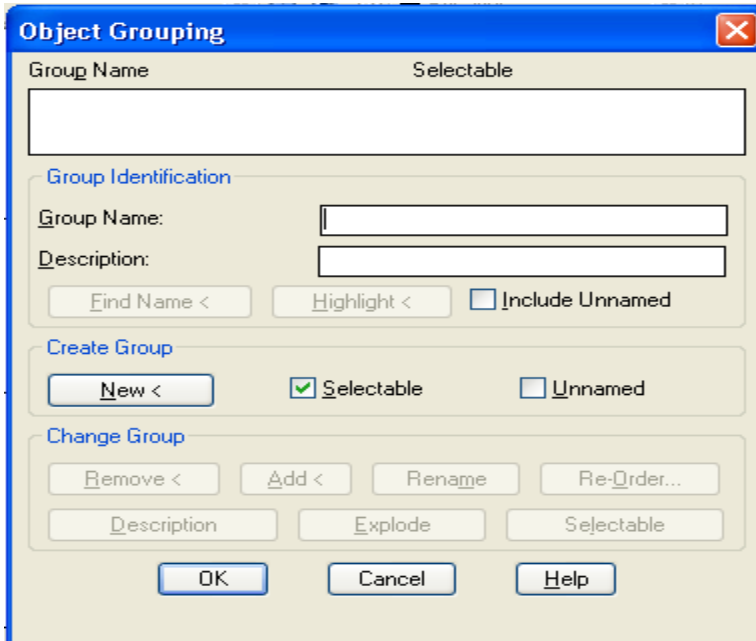 Object Grouping
Group Name Selectable
Group Identification
Group Name:
Description:
Find Name < Highlight < Include Unnamed
Create Group
New < Selectable Unnamed
Change Group
Remove < Add < Rename Re-Order...
Description Explode Selectable
OK Cancel Help